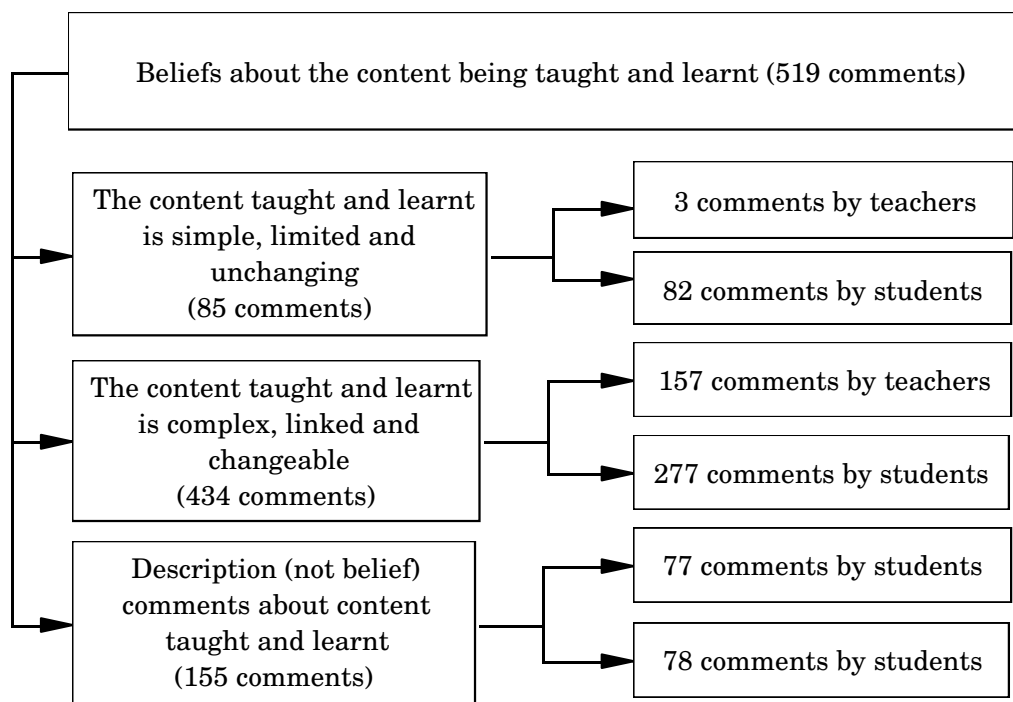 Beliefs about the content being taught and learnt (519 comments)
The content taught and learnt
is simple, limited and
unchanging
(85 comments)
3 comments by teachers
82 comments by students
The content taught and learnt
is complex, linked and
changeable
(434 comments)
157 comments by teachers
277 comments by students
Description (not belief)
comments about content
taught and learnt
(155 comments)
77 comments by students
78 comments by students